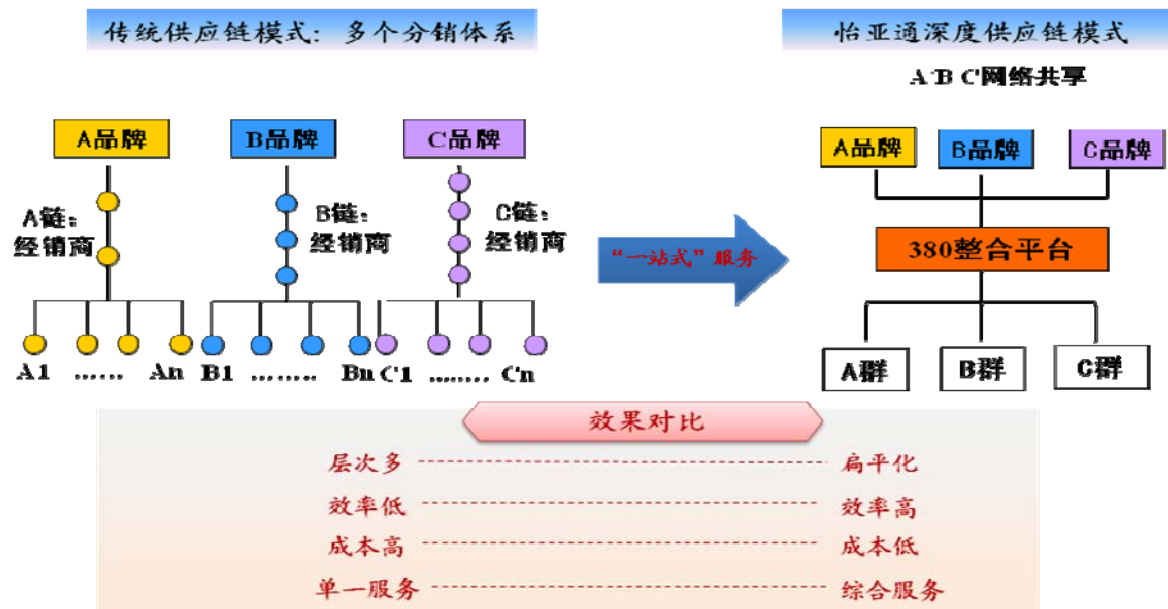 传统供应链模式：多个分销体系
怡亚通深度供应链模式
A B C网络共享
A品牌
B品牌
C品牌
A品牌
B品牌
C品牌
A链：
经销商
B链：
经销商
C链：
经销商
“一站式”服务
380整合平台
A1 …… An
B1 …….. Bn
C1 …….. Cn
A群
B群
C群
效果对比
层次多
扁平化
效率低
效率高
成本高
成本低
单一服务
综合服务